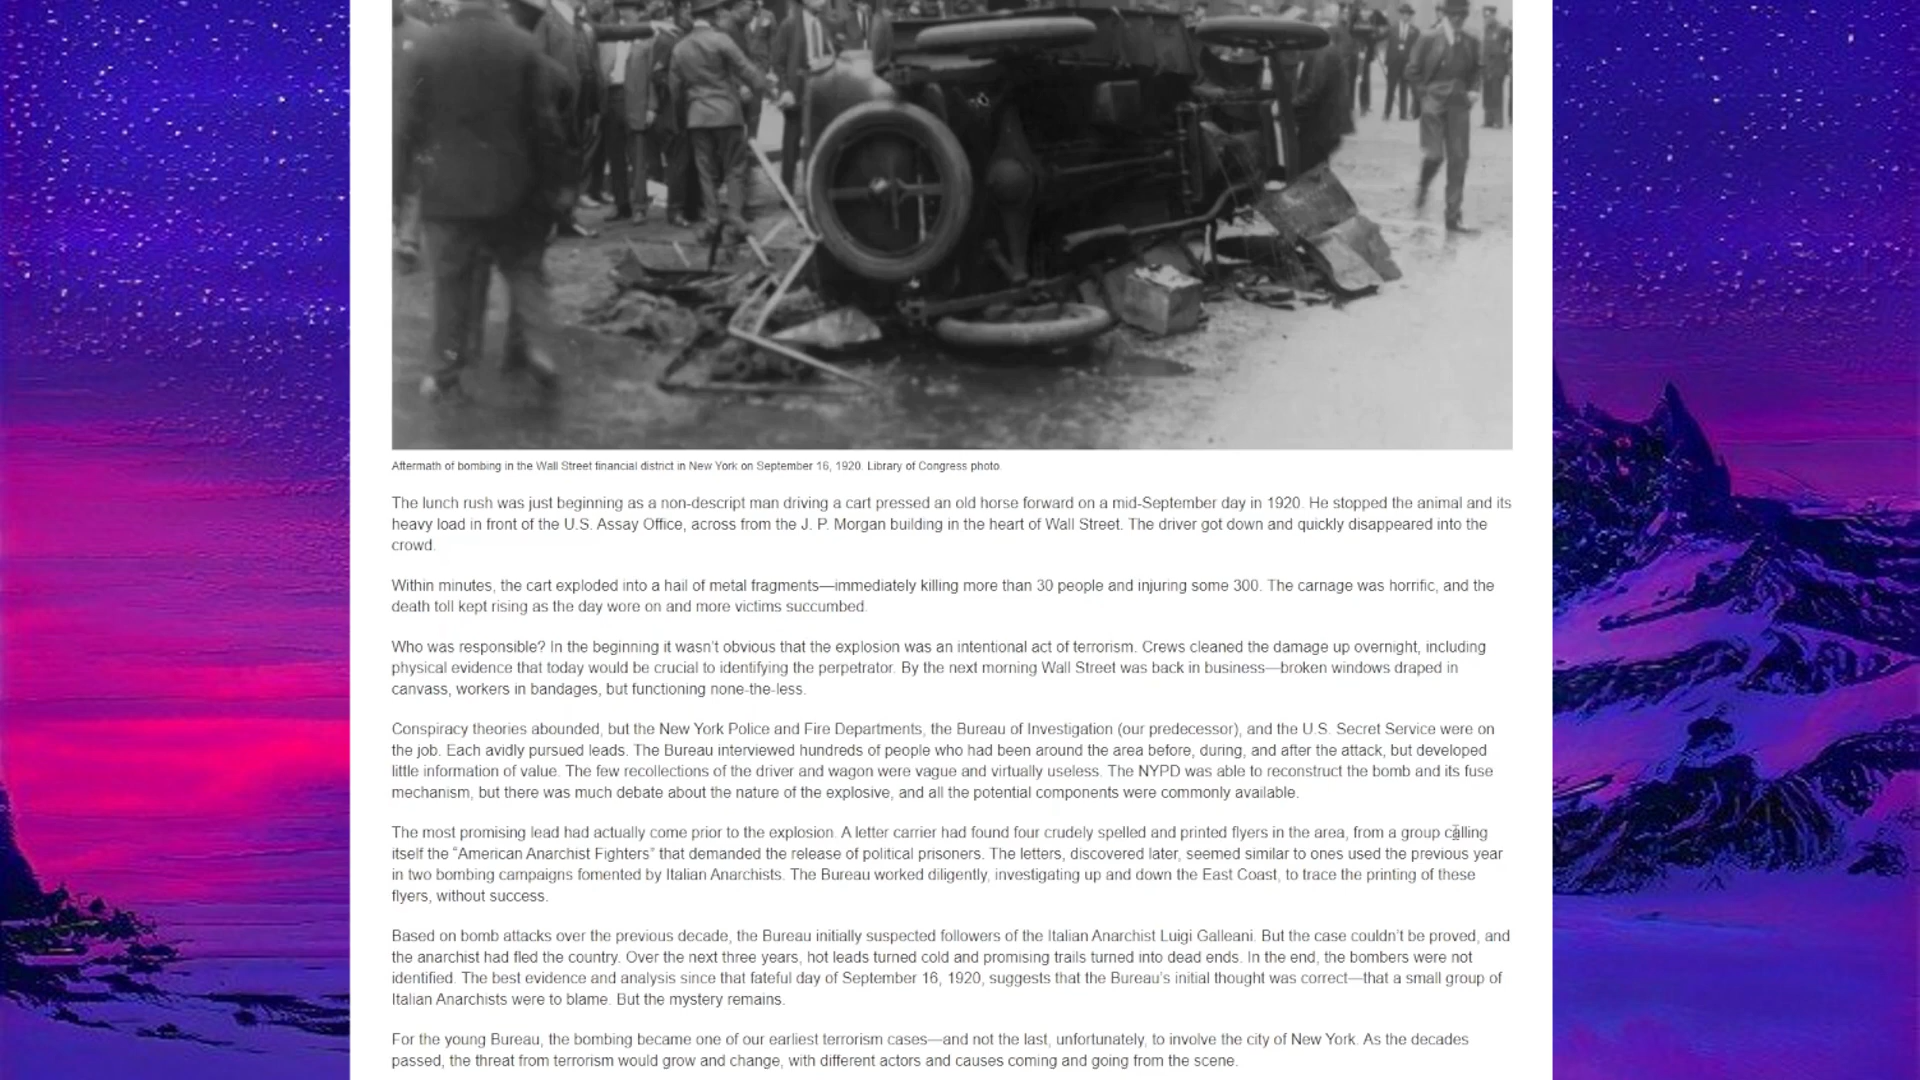 Aftermath of bombing in the Wall Street financial district in New York on September 16, 1920. Library of Congress photo.
The lunch rush was just beginning as a non-descript man driving a cart pressed an old horse forward on a mid-September day in 1920. He stopped the animal and its
heavy load in front of the U.S. Assay Office, across from the J. P. Morgan building in the heart of Wall Street. The driver got down and quickly disappeared into the
crowd.
Within minutes, the cart exploded into a hail of metal fragments—immediately killing more than 30 people and injuring some 300. The carnage was horrific, and the
death toll kept rising as the day wore on and more victims succumbed.
Who was responsible? In the beginning it wasn't obvious that the explosion was an intentional act of terrorism. Crews cleaned the damage up overnight, including
physical evidence that today would be crucial to identifying the perpetrator. By the next morning Wall Street was back in business—broken windows draped in
canvass, workers in bandages, but functioning none-the-less.
Conspiracy theories abounded, but the New York Police and Fire Departments, the Bureau of Investigation (our predecessor), and the U.S. Secret Service were on
the job. Each avidly pursued leads. The Bureau interviewed hundreds of people who had been around the area before, during, and after the attack, but developed
little information of value. The few recollections of the driver and wagon were vague and virtually useless. The NYPD was able to reconstruct the bomb and its fuse
mechanism, but there was much debate about the nature of the explosive, and all the potential components were commonly available.
The most promising lead had actually come prior to the explosion. A letter carrier had found four crudely spelled and printed flyers in the area, from a group calling
itself the “American Anarchist Fighters” that demanded the release of political prisoners. The letters, discovered later, seemed similar to ones used the previous year
in two bombing campaigns fomented by Italian Anarchists. The Bureau worked diligently, investigating up and down the East Coast, to trace the printing of these
flyers, without success.
Based on bomb attacks over the previous decade, the Bureau initially suspected followers of the Italian Anarchist Luigi Galleani. But the case couldn't be proved, and
the anarchist had fled the country. Over the next three years, hot leads turned cold and promising trails turned into dead ends. In the end, the bombers were not
identified. The best evidence and analysis since that fateful day of September 16, 1920, suggests that the Bureau's initial thought was correct—that a small group of
Italian Anarchists were to blame. But the mystery remains.
For the young Bureau, the bombing became one of our earliest terrorism cases—and not the last, unfortunately, to involve the city of New York. As the decades
passed, the threat from terrorism would grow and change, with different actors and causes coming and going from the scene.